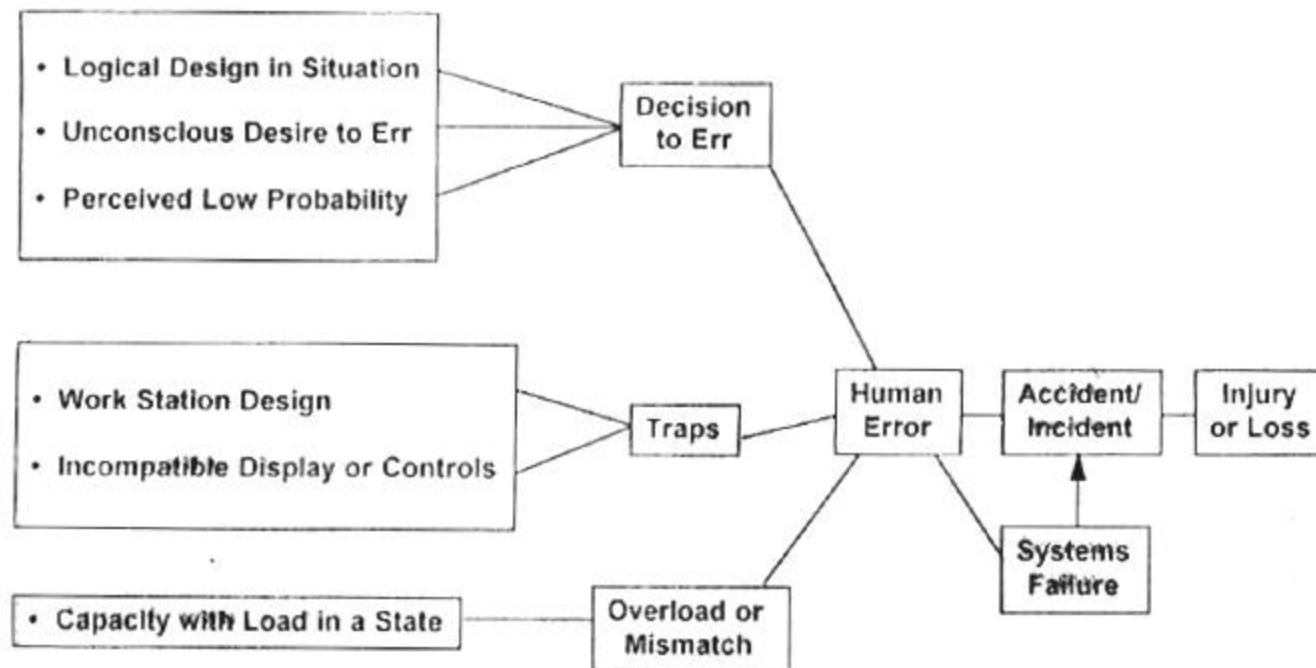 • Logical Design in Situation
• Unconscious Desire to Err
• Perceived Low Probability
Decision
to Err
• Work Station Design
• Incompatible Display or Controls
Traps
Human
Error
Accident/
Incident
Injury
or Loss
Systems
Failure
• Capacity with Load in a State
Overload or
Mismatch